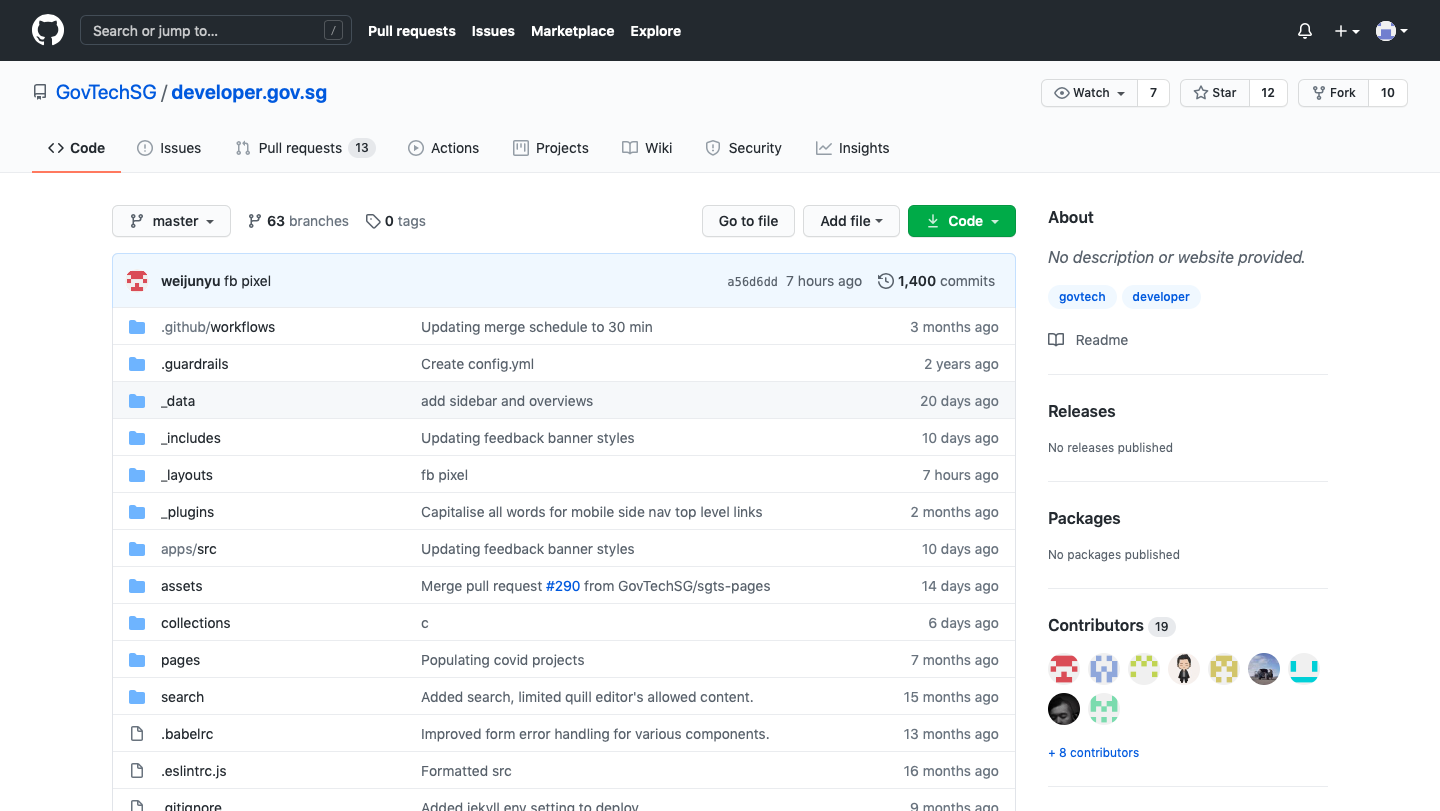 Search or jump to... /
Pull requests Issues Marketplace Explore
GovTechSG / developer.gov.sg
Watch 7 Star 12 Fork 10
Code Issues Pull requests 13 Actions Projects Wiki Security Insights
master 63 branches 0 tags Go to file Add file Code
weijunyu fb pixel a56d6dd 7 hours ago 1,400 commits
.github/workflows Updating merge schedule to 30 min 3 months ago
.guardrails Create config.yml 2 years ago
_data add sidebar and overviews 20 days ago
_includes Updating feedback banner styles 10 days ago
_layouts fb pixel 7 hours ago
_plugins Capitalise all words for mobile side nav top level links 2 months ago
apps/src Updating feedback banner styles 10 days ago
assets Merge pull request #290 from GovTechSG/sgts-pages 14 days ago
collections c 6 days ago
pages Populating covid projects 7 months ago
search Added search, limited quill editor's allowed content. 15 months ago
.babelrc Improved form error handling for various components. 13 months ago
.eslintrc.js Formatted src 16 months ago
.gitignore Added jekyll env setting to deploy 9 months ago
About
No description or website provided.
govtech developer
Readme
Releases
No releases published
Packages
No packages published
Contributors 19
+ 8 contributors